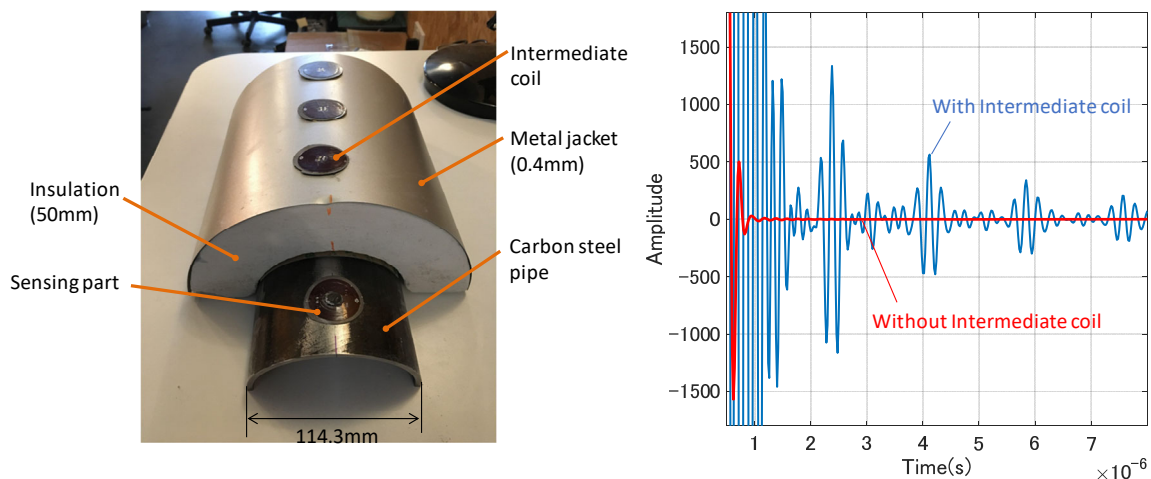 Intermediate
coil
Metal jacket
(0.4mm)
Insulation
(50mm)
Carbon steel
pipe
Sensing part
114.3mm
1500
1000
500
0
−500
−1000
−1500
Amplitude
With Intermediate coil
Without Intermediate coil
1 2 3 4 5 6 7
Time(s)
×10⁻⁶